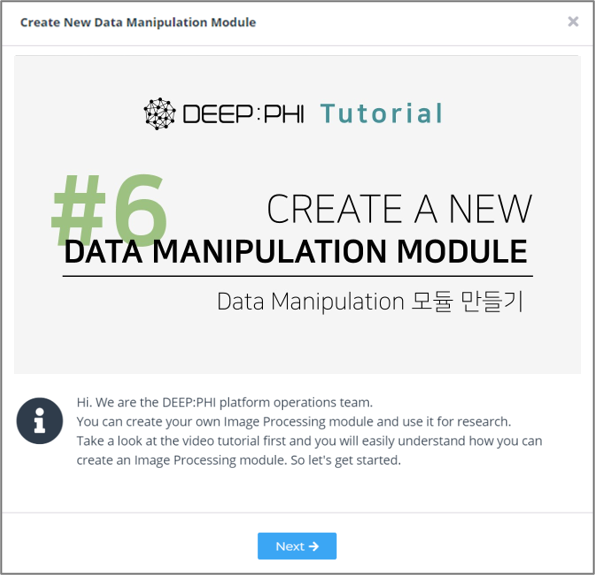 Create New Data Manipulation Module
×
DEEP:PHI Tutorial
#6
CREATE A NEW
DATA MANIPULATION MODULE
Data Manipulation 모듈 만들기
Hi. We are the DEEP:PHI platform operations team.
You can create your own Image Processing module and use it for research.
Take a look at the video tutorial first and you will easily understand how you can
create an Image Processing module. So let's get started.
Next →